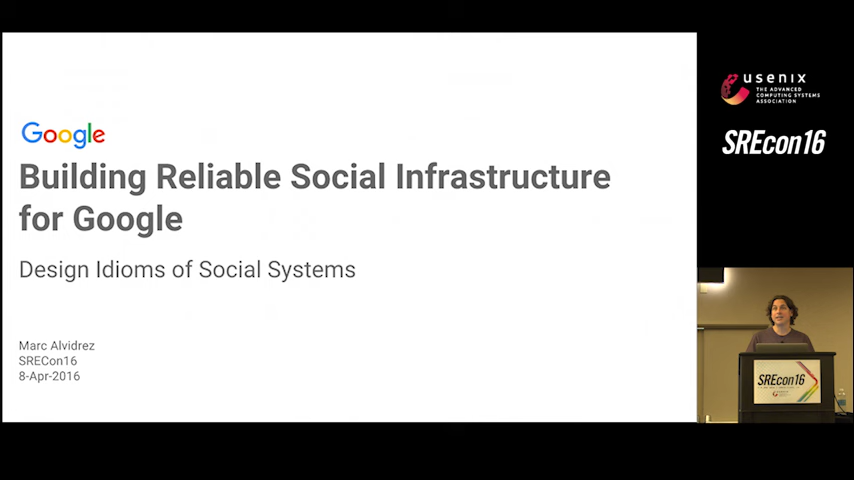 Google
Building Reliable Social Infrastructure
for Google
Design Idioms of Social Systems
Marc Alvidrez
SRECon16
8-Apr-2016
usenix
THE ADVANCED
COMPUTING SYSTEMS
ASSOCIATION
SREcon16
SREcon16